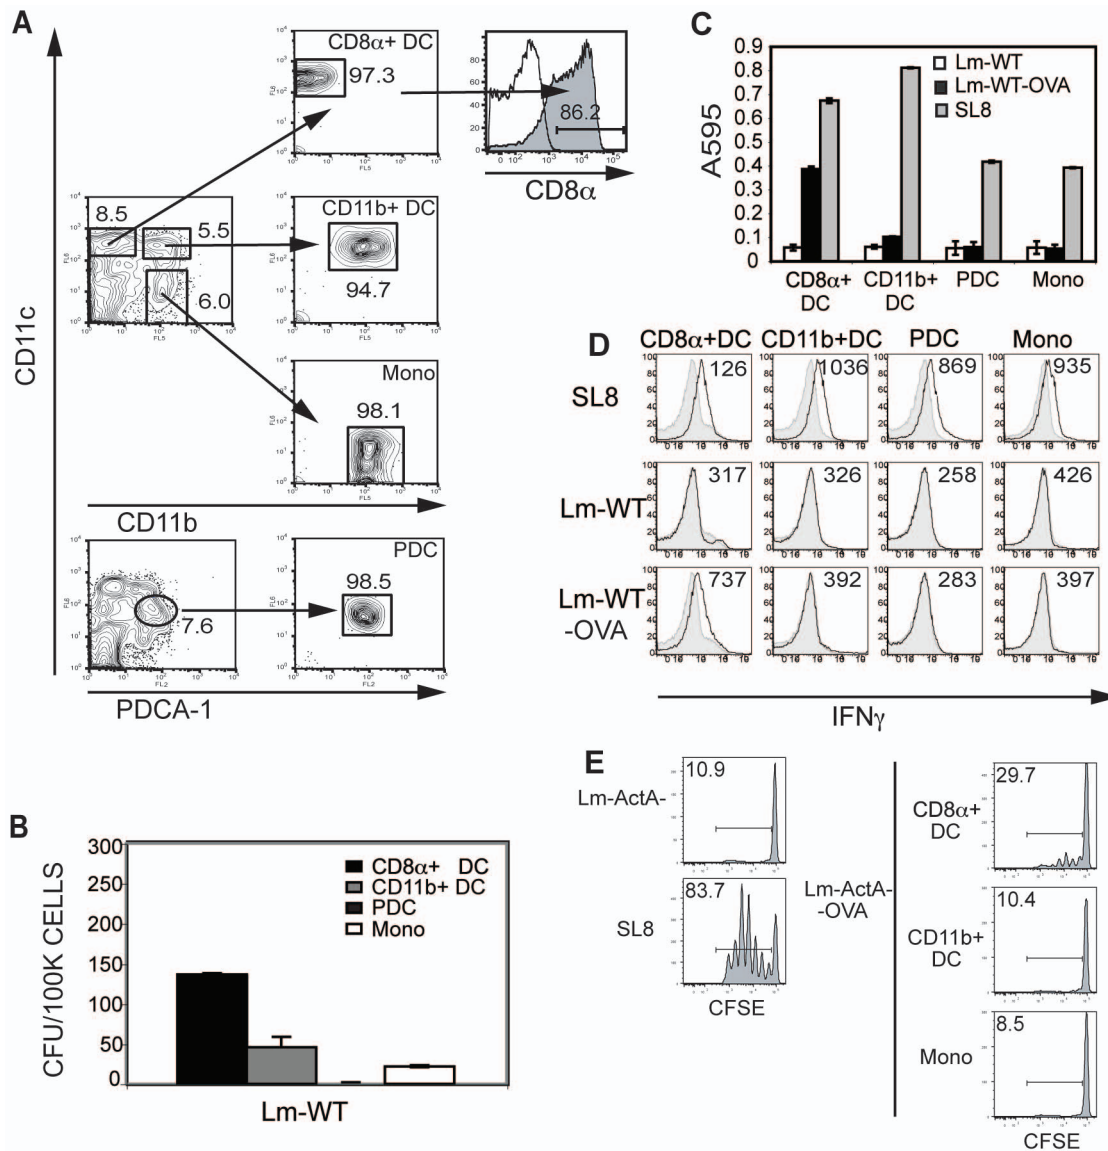 A
CD8α+ DC
97.3
86.2
CD8α
CD11b+ DC
8.5
5.5
6.0
94.7
Mono
98.1
CD11c
CD11b
PDC
98.5
7.6
PDCA-1
B
CFU/100K CELLS
300
250
200
150
100
50
0
CD8α+ DC
CD11b+ DC
PDC
Mono
Lm-WT
C
A595
0.9
0.8
0.7
0.6
0.5
0.4
0.3
0.2
0.1
0
Lm-WT
Lm-WT-OVA
SL8
CD8α+ CD11b+ PDC Mono
DC DC
D
CD8α+DC CD11b+DC PDC Mono
SL8
126 1036 869 935
Lm-WT
317 326 258 426
Lm-WT
-OVA
737 392 283 397
IFNγ
E
Lm-ActA-
10.9
SL8
83.7
CFSE
Lm-ActA-
-OVA
29.7
CD8α+
DC
10.4
CD11b+
DC
8.5
Mono
CFSE